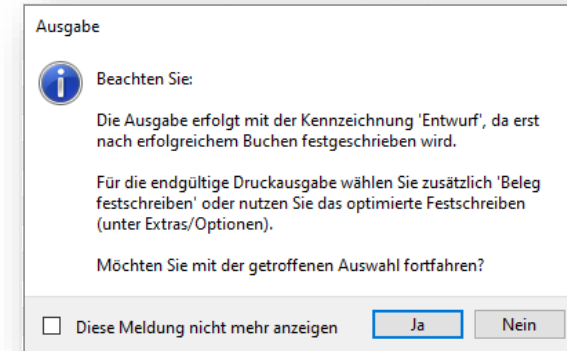 Ausgabe
Beachten Sie:
Die Ausgabe erfolgt mit der Kennzeichnung 'Entwurf', da erst
nach erfolgreichem Buchen festgeschrieben wird.
Für die endgültige Druckausgabe wählen Sie zusätzlich 'Beleg
festschreiben' oder nutzen Sie das optimierte Festschreiben
(unter Extras/Optionen).
Möchten Sie mit der getroffenen Auswahl fortfahren?
Diese Meldung nicht mehr anzeigen Ja Nein